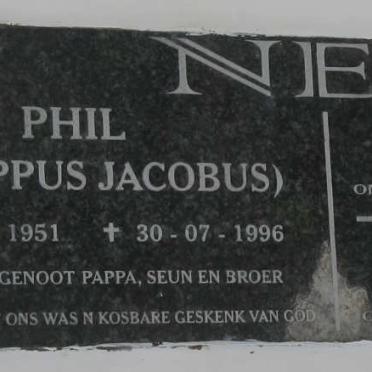 NE
PHIL
PPUS JACOBUS)
1951 ✝ 30 - 07 - 1996
GENOOT PAPPA, SEUN EN BROER
ONS WAS N KOSBARE GESKENK VAN GOD